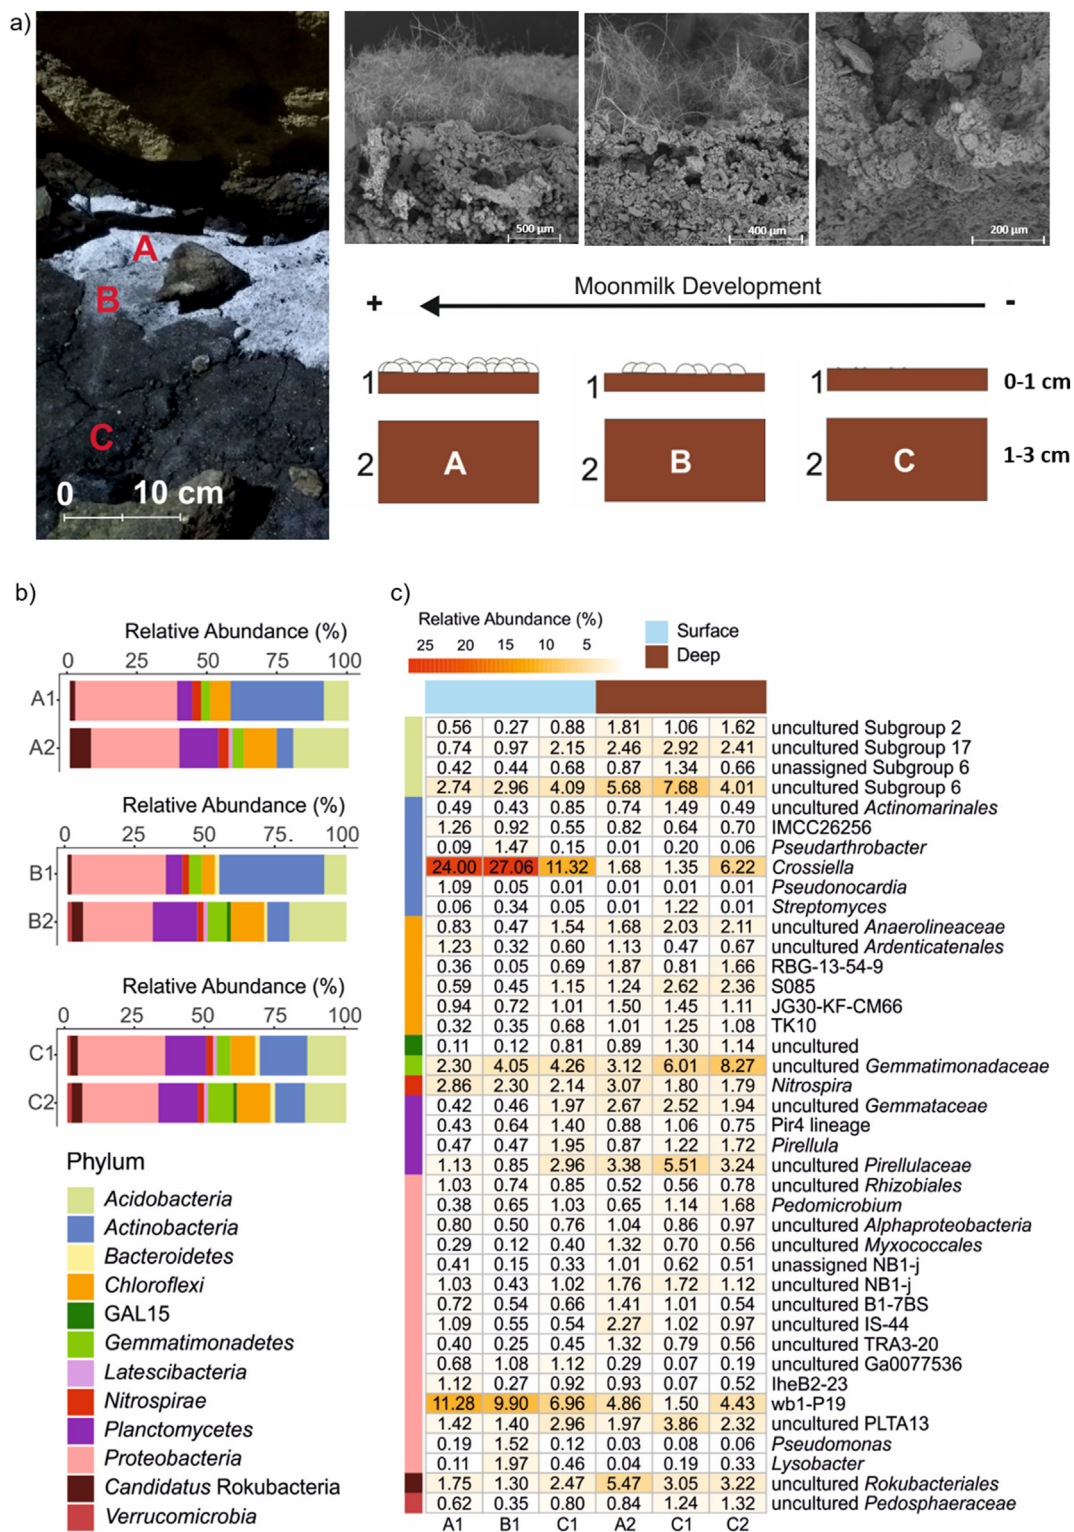 a)
A
B
C
0 10 cm
500 µm
400 µm
200 µm
+ Moonmilk Development -
1
1
1
0-1 cm
2 A
2 B
2 C
1-3 cm
b)
Relative Abundance (%)
0 25 50 75 100
A1
A2
Relative Abundance (%)
0 25 50 75 100
B1
B2
Relative Abundance (%)
0 25 50 75 100
C1
C2
Phylum
Acidobacteria
Actinobacteria
Bacteroidetes
Chloroflexi
GAL15
Gemmatimonadetes
Latescibacteria
Nitrospirae
Planctomycetes
Proteobacteria
Candidatus Rokubacteria
Verrucomicrobia
c)
Relative Abundance (%)
25 20 15 10 5
Surface
Deep
0.56 0.27 0.88 1.81 1.06 1.62 uncultured Subgroup 2
0.74 0.97 2.15 2.46 2.92 2.41 uncultured Subgroup 17
0.42 0.44 0.68 0.87 1.34 0.66 unassigned Subgroup 6
2.74 2.96 4.09 5.68 7.68 4.01 uncultured Subgroup 6
0.49 0.43 0.85 0.74 1.49 0.49 uncultured Actinomarinales
1.26 0.92 0.55 0.82 0.64 0.70 IMCC26256
0.09 1.47 0.15 0.01 0.20 0.06 Pseudarthrobacter
24.00 27.06 11.32 1.68 1.35 6.22 Crossiella
1.09 0.05 0.01 0.01 0.01 0.01 Pseudonocardia
0.06 0.34 0.05 0.01 1.22 0.01 Streptomyces
0.83 0.47 1.54 1.68 2.03 2.11 uncultured Anaerolineaceae
1.23 0.32 0.60 1.13 0.47 0.67 uncultured Ardenticatenales
0.36 0.05 0.69 1.87 0.81 1.66 RBG-13-54-9
0.59 0.45 1.15 1.24 2.62 2.36 S085
0.94 0.72 1.01 1.50 1.45 1.11 JG30-KF-CM66
0.32 0.35 0.68 1.01 1.25 1.08 TK10
0.11 0.12 0.81 0.89 1.30 1.14 uncultured
2.30 4.05 4.26 3.12 6.01 8.27 uncultured Gemmatimonadaceae
2.86 2.30 2.14 3.07 1.80 1.79 Nitrospira
0.42 0.46 1.97 2.67 2.52 1.94 uncultured Gemmataceae
0.43 0.64 1.40 0.88 1.06 0.75 Pir4 lineage
0.47 0.47 1.95 0.87 1.22 1.72 Pirellula
1.13 0.85 2.96 3.38 5.51 3.24 uncultured Pirellulaceae
1.03 0.74 0.85 0.52 0.56 0.78 uncultured Rhizobiales
0.38 0.65 1.03 0.65 1.14 1.68 Pedomicrobium
0.80 0.50 0.76 1.04 0.86 0.97 uncultured Alphaproteobacteria
0.29 0.12 0.40 1.32 0.70 0.56 uncultured Myxococcales
0.41 0.15 0.33 1.01 0.62 0.51 unassigned NB1-j
1.03 0.43 1.02 1.76 1.72 1.12 uncultured NB1-j
0.72 0.54 0.66 1.41 1.01 0.54 uncultured B1-7BS
1.09 0.55 0.54 2.27 1.02 0.97 uncultured IS-44
0.40 0.25 0.45 1.32 0.79 0.56 uncultured TRA3-20
0.68 1.08 1.12 0.29 0.07 0.19 uncultured Ga0077536
1.12 0.27 0.92 0.93 0.07 0.52 IheB2-23
11.28 9.90 6.96 4.86 1.50 4.43 wb1-P19
1.42 1.40 2.96 1.97 3.86 2.32 uncultured PLTA13
0.19 1.52 0.12 0.03 0.08 0.06 Pseudomonas
0.11 1.97 0.46 0.04 0.19 0.33 Lysobacter
1.75 1.30 2.47 5.47 3.05 3.22 uncultured Rokubacteriales
0.62 0.35 0.80 0.84 1.24 1.32 uncultured Pedosphaeraceae
A1 B1 C1 A2 C1 C2